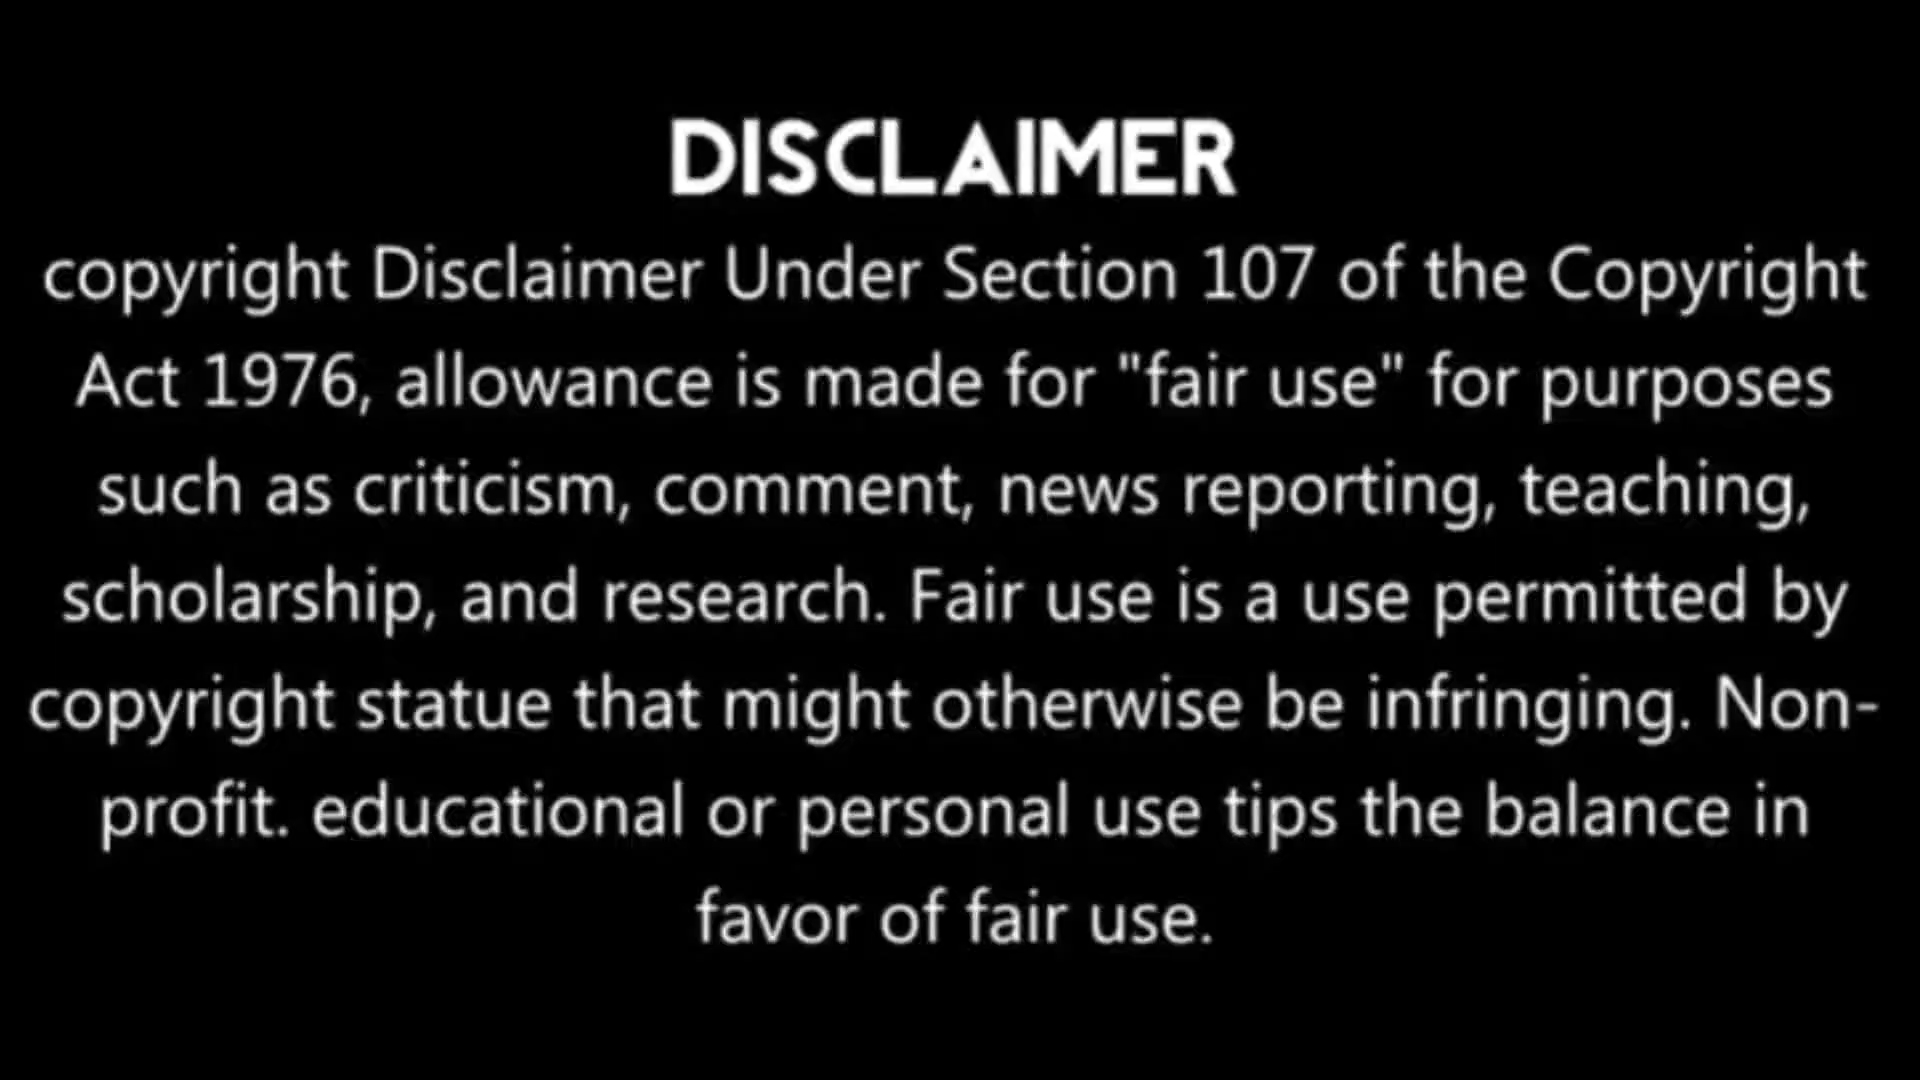 DISCLAIMER
copyright Disclaimer Under Section 107 of the Copyright
Act 1976, allowance is made for "fair use" for purposes
such as criticism, comment, news reporting, teaching,
scholarship, and research. Fair use is a use permitted by
copyright statue that might otherwise be infringing. Non-
profit. educational or personal use tips the balance in
favor of fair use.